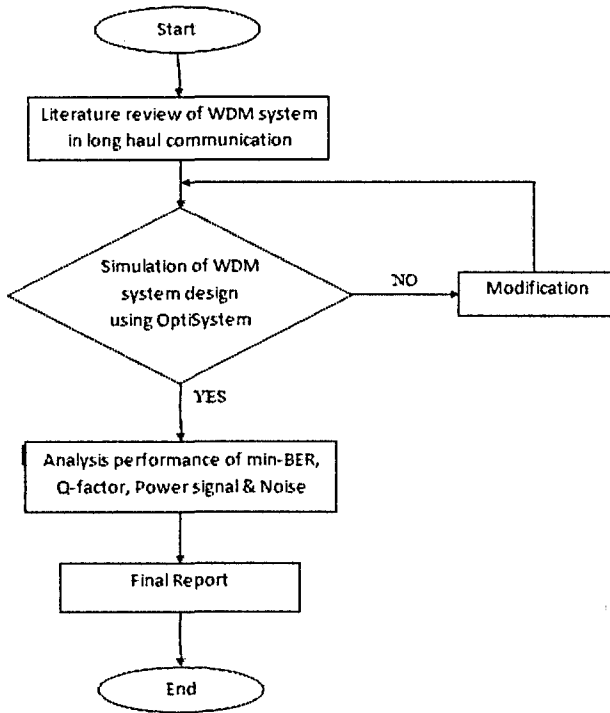 Start
Literature review of WDM system
in long haul communication
Simulation of WDM
system design
using OptiSystem
NO
Modification
YES
Analysis performance of min-BER,
Q-factor, Power signal & Noise
Final Report
End